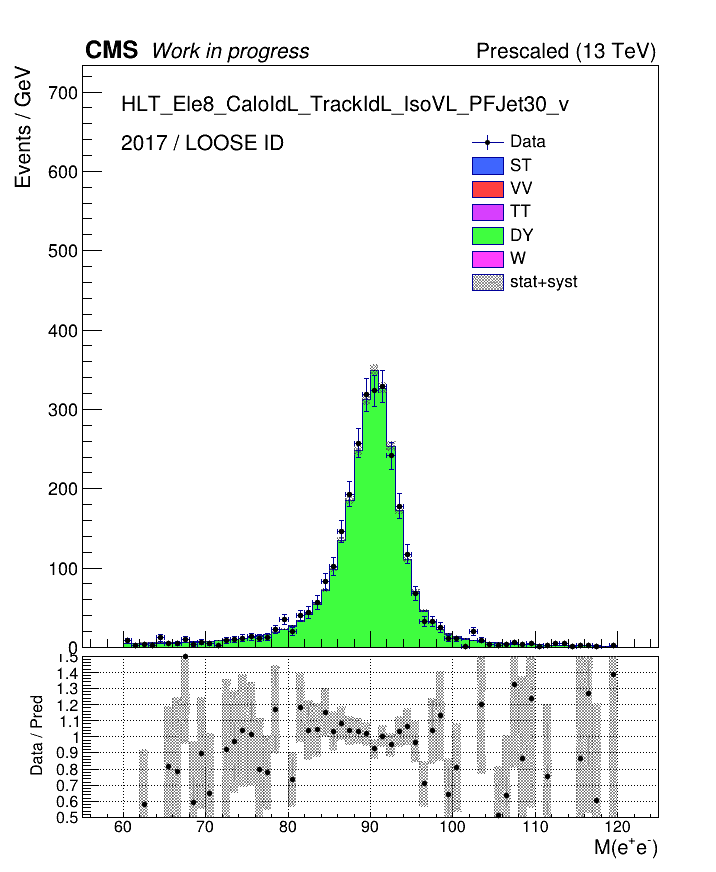 CMS Work in progress Prescaled (13 TeV)
Events / GeV
HLT_Ele8_CaloIdL_TrackIdL_IsoVL_PFJet30_v
2017 / LOOSE ID
Data
ST
VV
TT
DY
W
stat+syst
700
600
500
400
300
200
100
0
Data / Pred
1.5
1.4
1.3
1.2
1.1
1
0.9
0.8
0.7
0.6
0.5
60 70 80 90 100 110 120
M(e⁺e⁻)